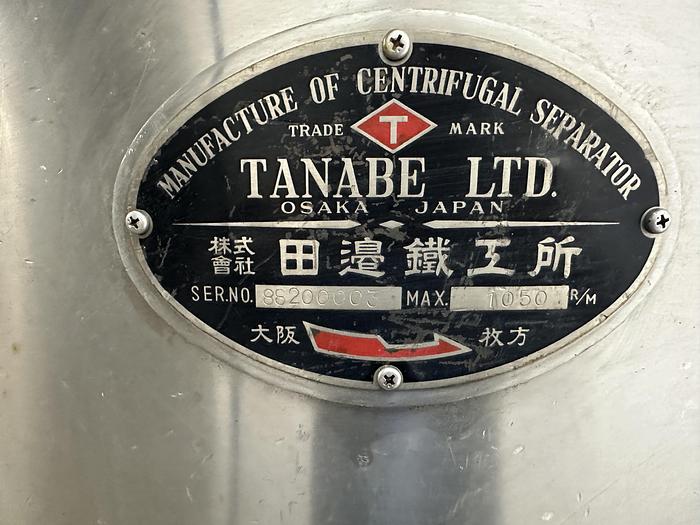 MANUFACTURE OF CENTRIFUGAL SEPARATOR
TRADE T MARK
TANABE LTD.
OSAKA JAPAN
株式會社 田邉鐵工所
SER.NO. MAX. 1050 R/M
大阪 枚方